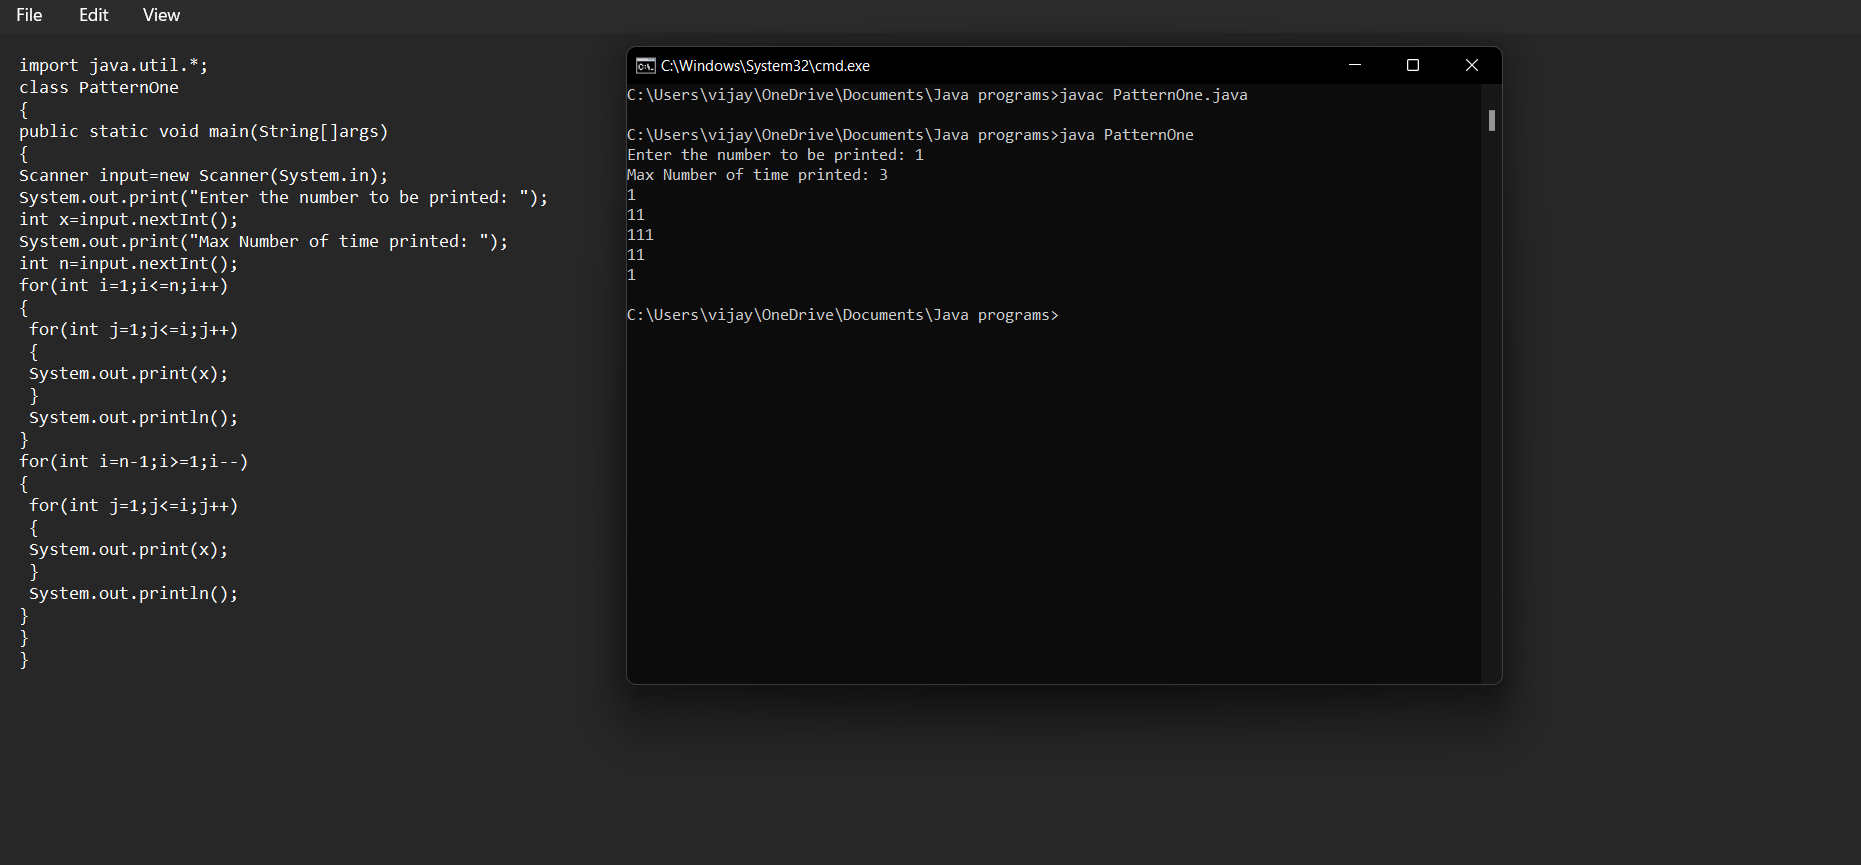 File Edit View
import java.util.*;
class PatternOne
{
public static void main(String[]args)
{
Scanner input=new Scanner(System.in);
System.out.print("Enter the number to be printed: ");
int x=input.nextInt();
System.out.print("Max Number of time printed: ");
int n=input.nextInt();
for(int i=1;i<=n;i++)
{
 for(int j=1;j<=i;j++)
 {
 System.out.print(x);
 }
 System.out.println();
}
for(int i=n-1;i>=1;i--)
{
 for(int j=1;j<=i;j++)
 {
 System.out.print(x);
 }
 System.out.println();
}
}
}
C:\Windows\System32\cmd.exe
C:\Users\vijay\OneDrive\Documents\Java programs>javac PatternOne.java
C:\Users\vijay\OneDrive\Documents\Java programs>java PatternOne
Enter the number to be printed: 1
Max Number of time printed: 3
1
11
111
11
1
C:\Users\vijay\OneDrive\Documents\Java programs>